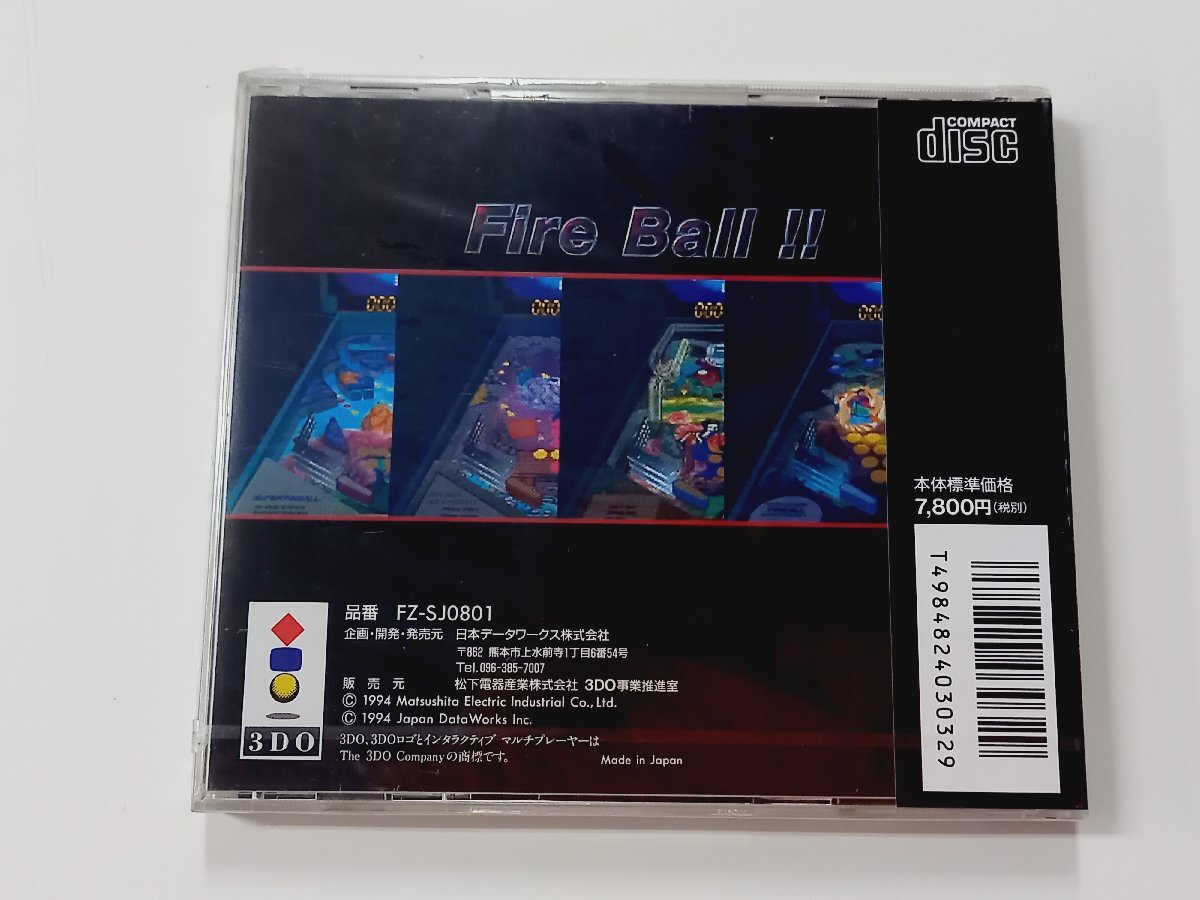 COMPACT
disc
Fire Ball !!
000
000
000
000
本体標準価格
7,800円(税別)
T4984824030329
3DO
品番 FZ-SJ0801
企画・開発・発売元 日本データワークス株式会社
〒862 熊本市上水前寺1丁目6番54号
Tel.096-385-7007
販売元 松下電器産業株式会社 3DO事業推進室
© 1994 Matsushita Electric Industrial Co., Ltd.
© 1994 Japan DataWorks Inc.
3DO、3DOロゴとインタラクティブ マルチプレーヤーは
The 3DO Companyの商標です。
Made in Japan